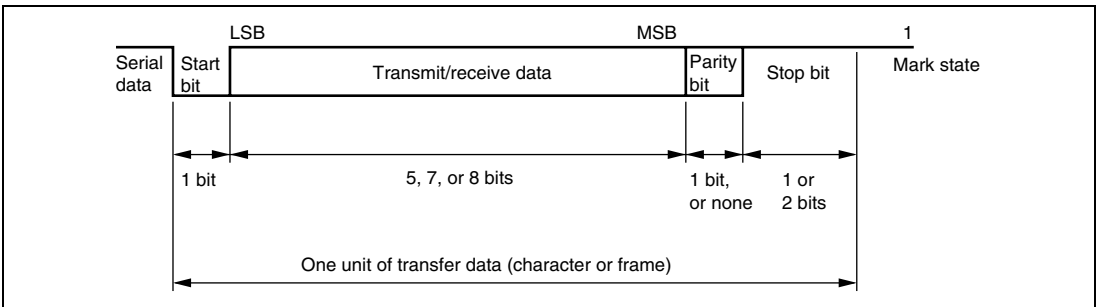 LSB MSB 1
Serial data
Start bit
Transmit/receive data
Parity bit
Stop bit
Mark state
1 bit
5, 7, or 8 bits
1 bit, or none
1 or 2 bits
One unit of transfer data (character or frame)